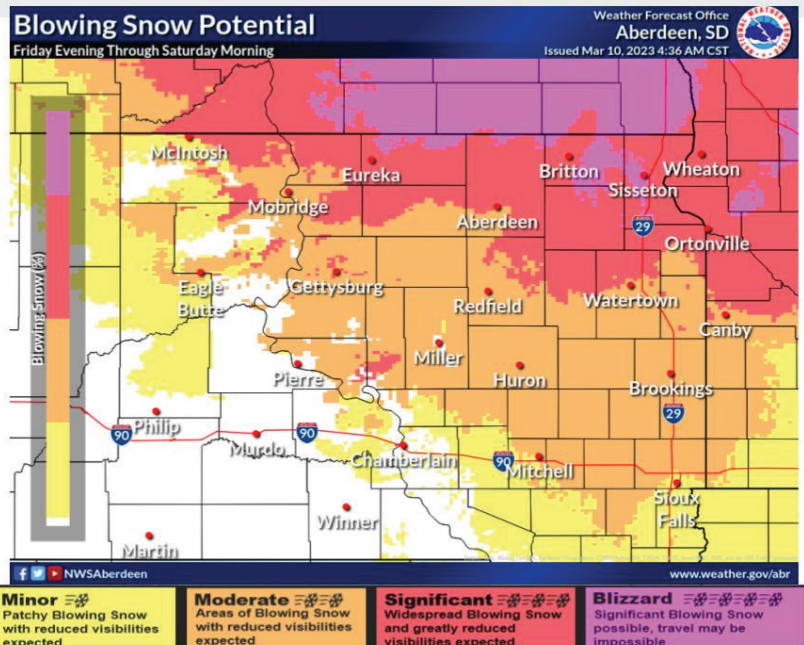 Blowing Snow Potential
Friday Evening Through Saturday Morning
Weather Forecast Office
Aberdeen, SD
Issued Mar 10, 2023 4:36 AM CST
McIntosh
Eureka
Britton
Wheaton
Sisseton
Mobridge
Aberdeen
29
Ortonville
Blowing Snow (%)
Eagle
Butte
Gettysburg
Redfield
Watertown
Canby
Miller
Pierre
Huron
Brookings
29
Philip
90
90
Murdo
Chamberlain
90
Mitchell
Sioux
Falls
Winner
Martin
NWSAberdeen
www.weather.gov/abr
Minor
Patchy Blowing Snow
with reduced visibilities
expected
Moderate
Areas of Blowing Snow
with reduced visibilities
expected
Significant
Widespread Blowing Snow
and greatly reduced
visibilities expected
Blizzard
Significant Blowing Snow
possible, travel may be
impossible